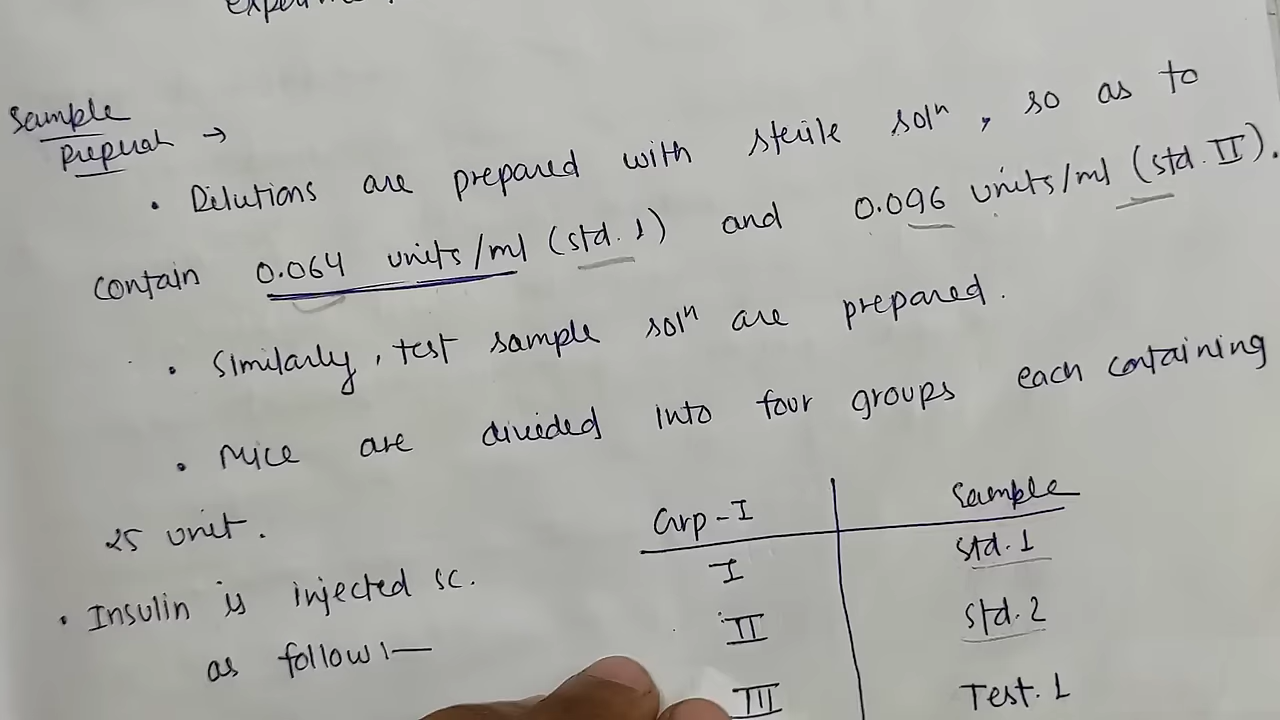 Sample
Preparat →
• Dilutions are prepared with sterile solⁿ, so as to
contain 0.064 units/ml (std. 1) and 0.096 units/ml (std. II).
• Similarly, test sample solⁿ are prepared.
• Mice are divided into four groups each containing
25 unit.
• Insulin is injected sc.
as follow :—
Grp-I Sample
I Std. 1
II Std. 2
III Test. 1